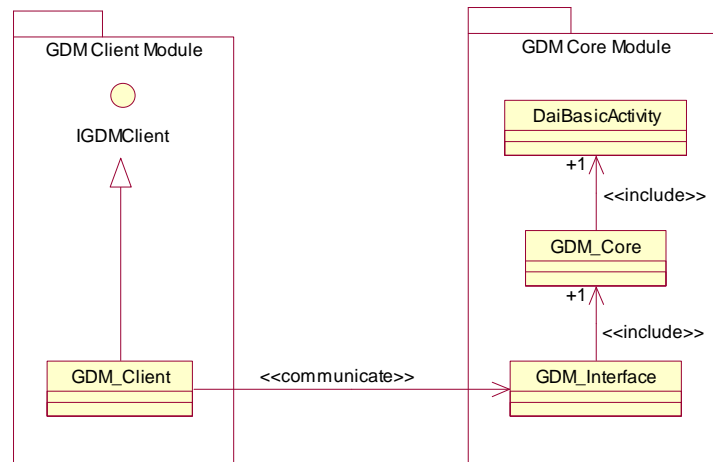 GDM Client Module
IGDMClient
GDM_Client
<<communicate>>
GDM Core Module
DaiBasicActivity
+1
<<include>>
GDM_Core
+1
<<include>>
GDM_Interface